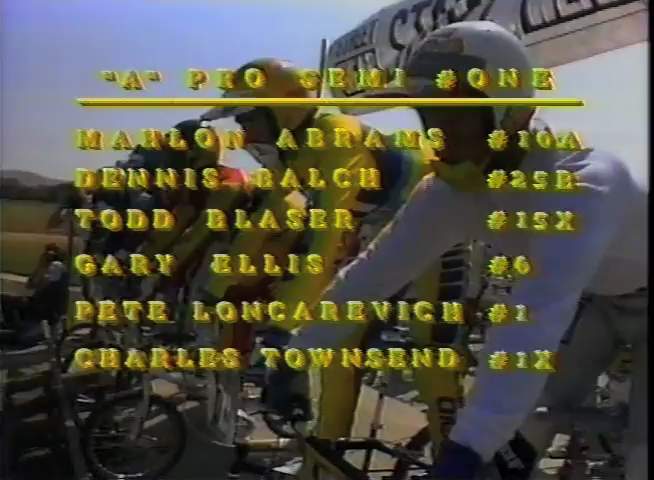 "A" PRO SEMI #ONE
MARLON ABRAMS #10A
DENNIS BALCH #25B
TODD BLASER #15X
GARY ELLIS #6
PETE LONCAREVICH #1
CHARLES TOWNSEND #1X